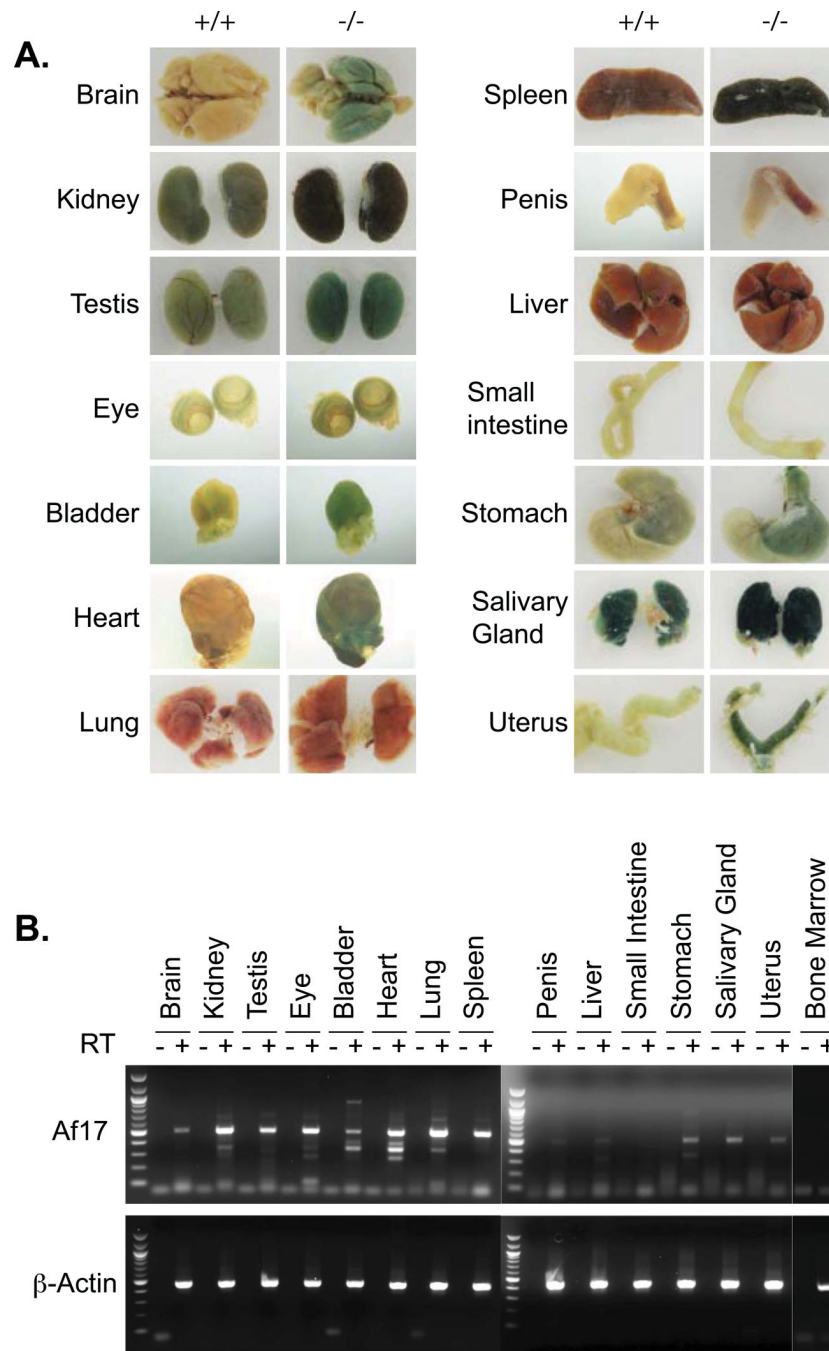 A.
+/+ -/-
Brain
Kidney
Testis
Eye
Bladder
Heart
Lung
+/+ -/-
Spleen
Penis
Liver
Small
intestine
Stomach
Salivary
Gland
Uterus
B.
Brain Kidney Testis Eye Bladder Heart Lung Spleen Penis Liver Small Intestine Stomach Salivary Gland Uterus Bone Marrow
RT - + - + - + - + - + - + - + - + - + - + - + - + - + - + - +
Af17
β-Actin